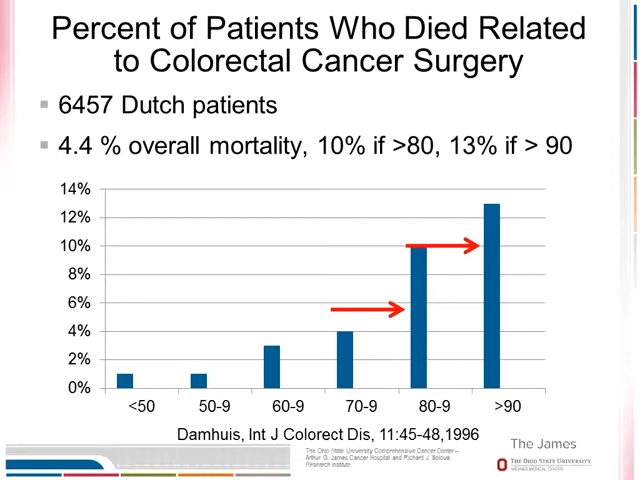 Percent of Patients Who Died Related
to Colorectal Cancer Surgery
6457 Dutch patients
4.4 % overall mortality, 10% if >80, 13% if > 90
14%
12%
10%
8%
6%
4%
2%
0%
<50 50-9 60-9 70-9 80-9 >90
Damhuis, Int J Colorect Dis, 11:45-48,1996
The Ohio State University Comprehensive Cancer Center –
Arthur G. James Cancer Hospital and Richard J. Solove
Research Institute
The James
THE OHIO STATE UNIVERSITY
WEXNER MEDICAL CENTER